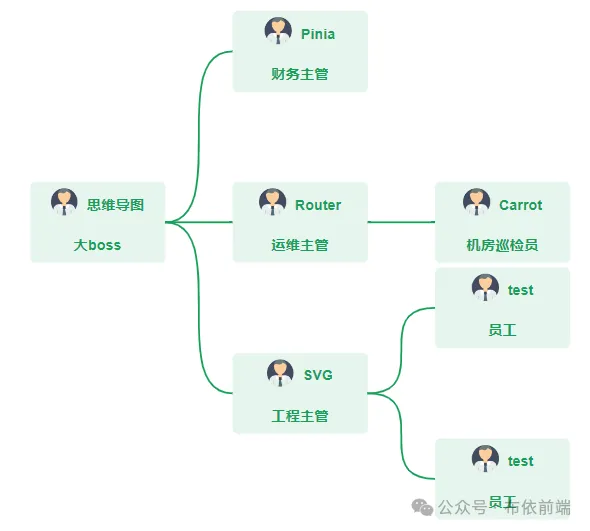 Pinia
财务主管
思维导图
大boss
Router
运维主管
Carrot
机房巡检员
test
员工
SVG
工程主管
test
员工
公众号 · 布依前端